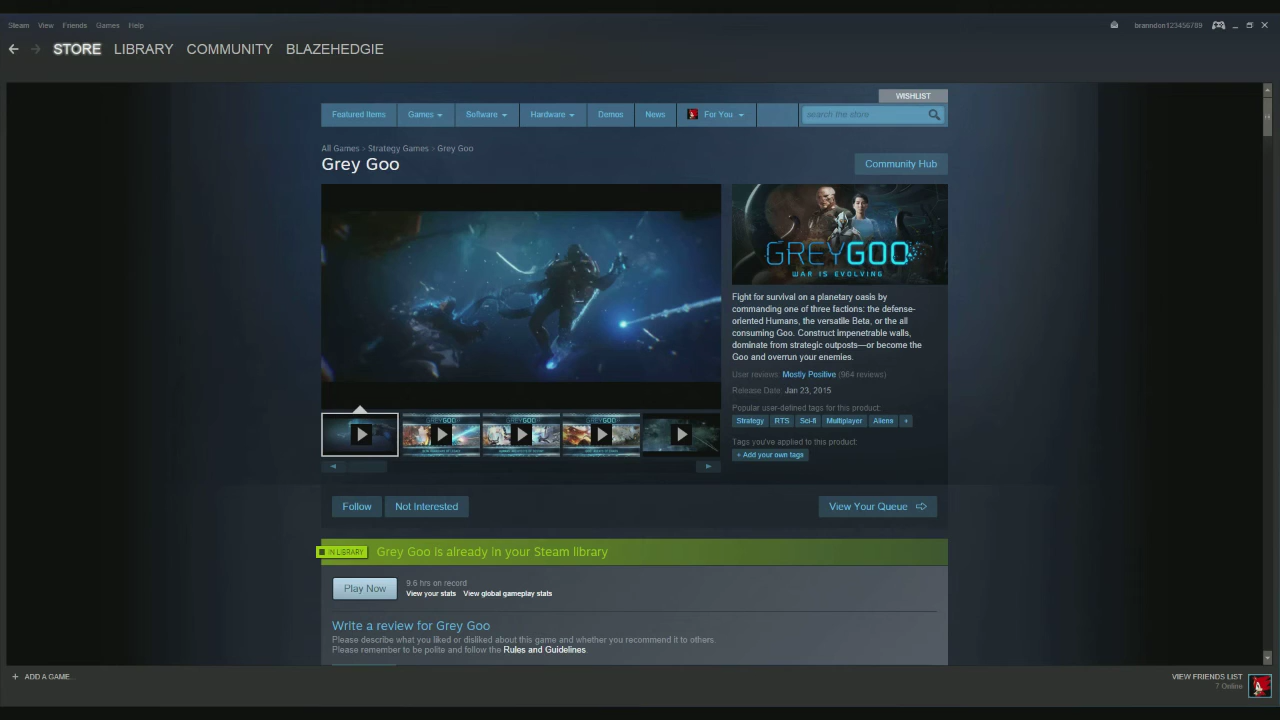 Steam View Friends Games Help
branndon123456789
STORE LIBRARY COMMUNITY BLAZEHEDGIE
WISHLIST
Featured Items Games Software Hardware Demos News For You search the store
All Games > Strategy Games > Grey Goo
Grey Goo
Community Hub
GREYGOO
WAR IS EVOLVING
Fight for survival on a planetary oasis by
commanding one of three factions: the defense-
oriented Humans, the versatile Beta, or the all
consuming Goo. Construct impenetrable walls,
dominate from strategic outposts—or become the
Goo and overrun your enemies.
User reviews: Mostly Positive (964 reviews)
Release Date: Jan 23, 2015
Popular user-defined tags for this product:
Strategy RTS Sci-fi Multiplayer Aliens +
Tags you've applied to this product:
+ Add your own tags
GREYGOO GREYGOO GREYGOO
Follow Not Interested View Your Queue
IN LIBRARY Grey Goo is already in your Steam library
Play Now
9.6 hrs on record
View your stats View global gameplay stats
Write a review for Grey Goo
Please describe what you liked or disliked about this game and whether you recommend it to others.
Please remember to be polite and follow the Rules and Guidelines.
+ ADD A GAME...
VIEW FRIENDS LIST
7 Online